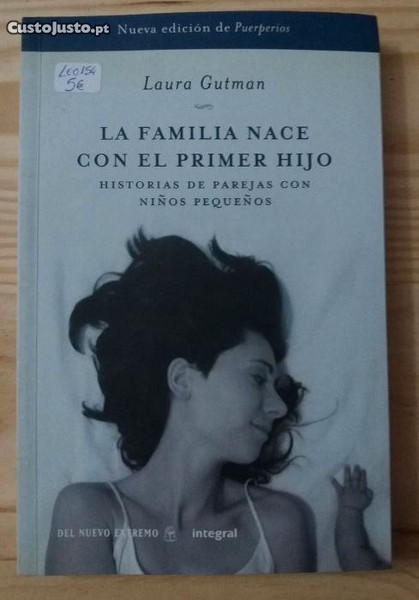 CustoJusto.pt
Nueva edición de Puerperios
Laura Gutman
LEO154
5€
LA FAMILIA NACE
CON EL PRIMER HIJO
HISTORIAS DE PAREJAS CON
NIÑOS PEQUEÑOS
DEL NUEVO EXTREMO integral